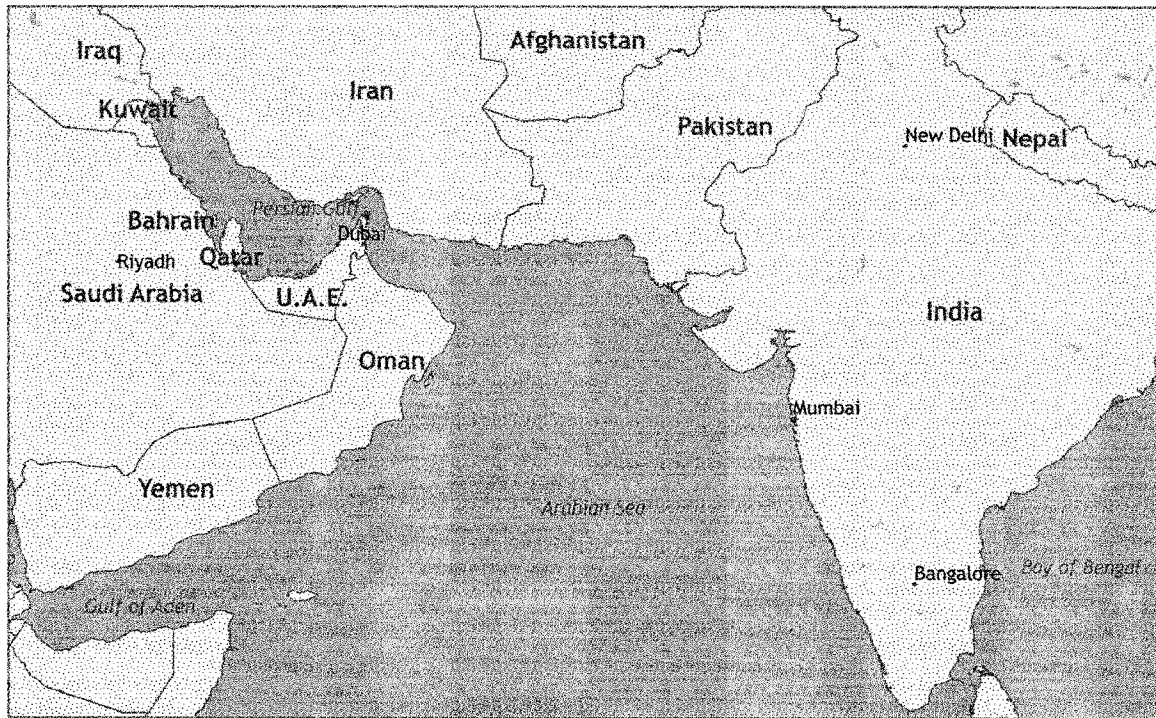 Afghanistan
Iraq
Iran
Kuwait
Pakistan
New Delhi
Nepal
Persian Gulf
Bahrain
Dubai
Riyadh
Qatar
Saudi Arabia
U.A.E.
India
Oman
Mumbai
Yemen
Arabian Sea
Bangalore
Bay of Bengal
Gulf of Aden